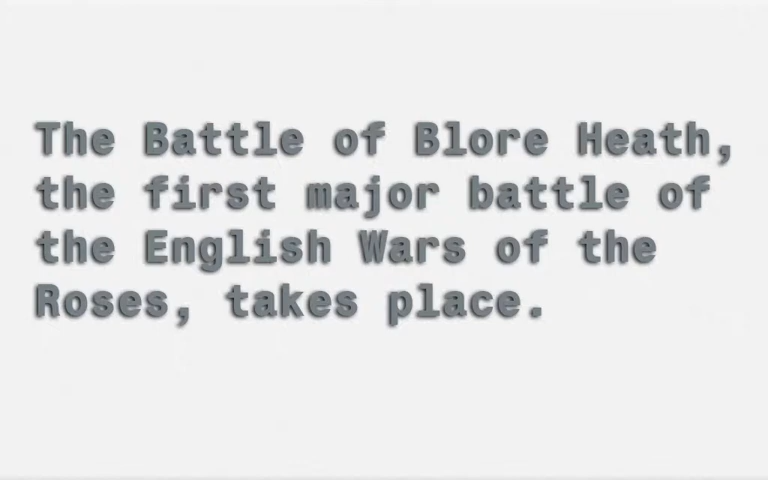 The Battle of Blore Heath,
the first major battle of
the English Wars of the
Roses, takes place.